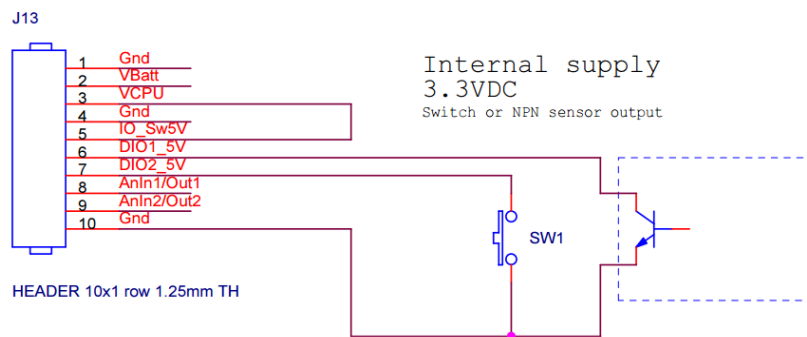 J13
Internal supply
3.3VDC
Switch or NPN sensor output
1 Gnd
2 VBatt
3 VCPU
4 Gnd
5 IO_Sw5V
6 DIO1_5V
7 DIO2_5V
8 AnIn1/Out1
9 AnIn2/Out2
10 Gnd
SW1
HEADER 10x1 row 1.25mm TH